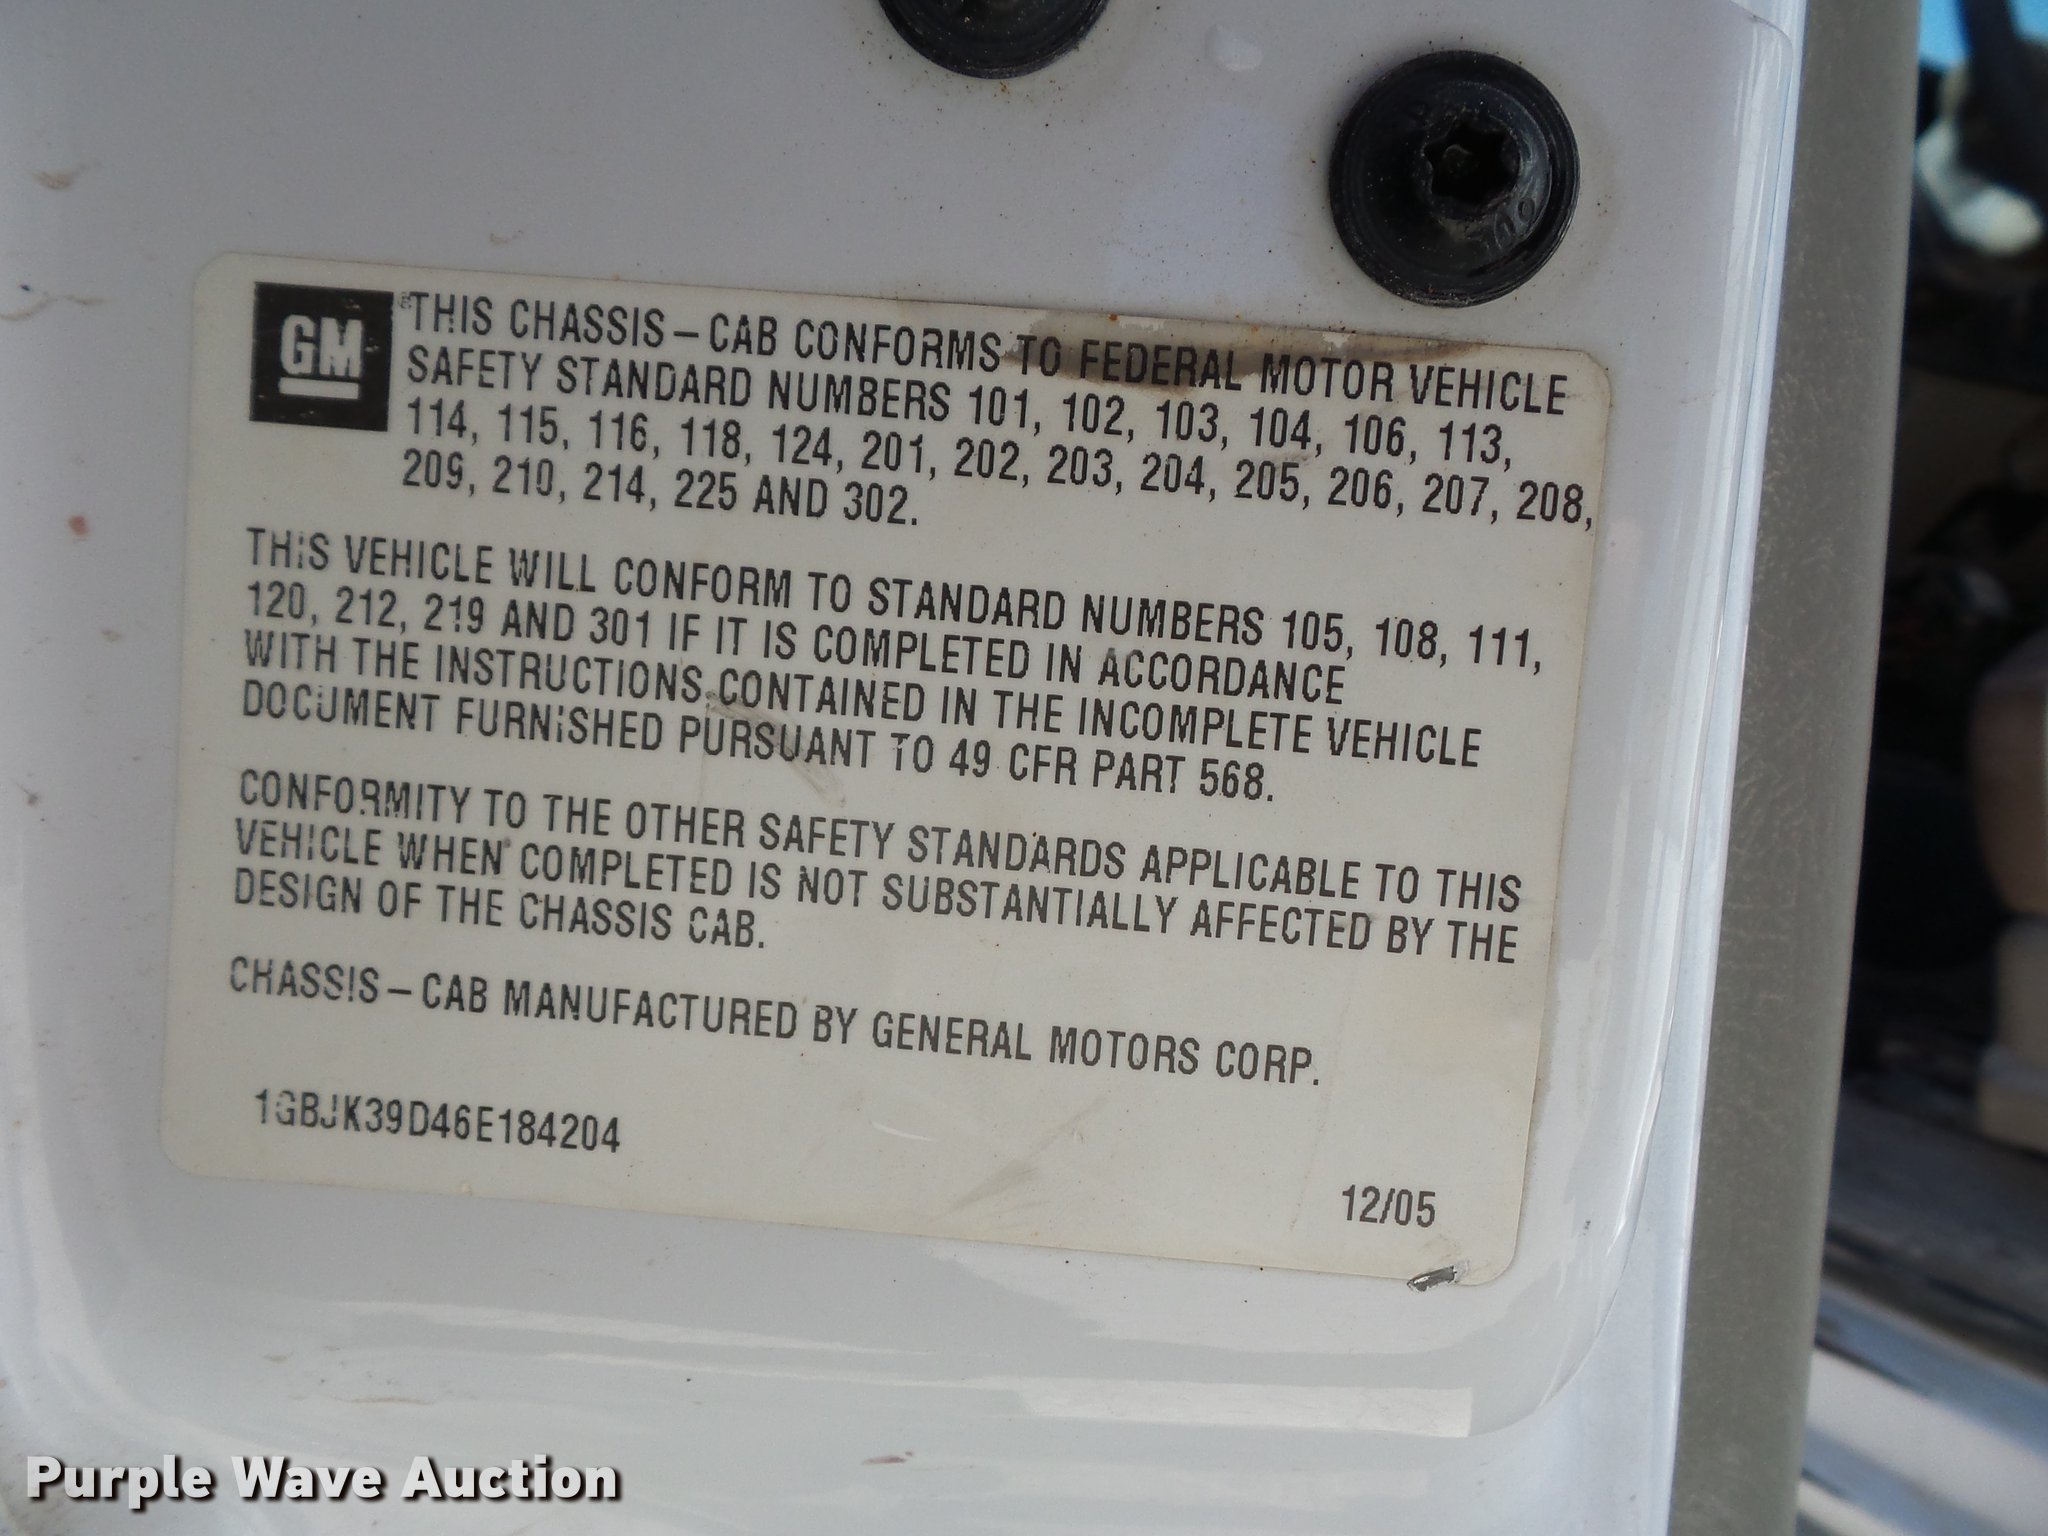 GM
THIS CHASSIS – CAB CONFORMS TO FEDERAL MOTOR VEHICLE
SAFETY STANDARD NUMBERS 101, 102, 103, 104, 106, 113,
114, 115, 116, 118, 124, 201, 202, 203, 204, 205, 206, 207, 208,
209, 210, 214, 225 AND 302.
THIS VEHICLE WILL CONFORM TO STANDARD NUMBERS 105, 108, 111,
120, 212, 219 AND 301 IF IT IS COMPLETED IN ACCORDANCE
WITH THE INSTRUCTIONS CONTAINED IN THE INCOMPLETE VEHICLE
DOCUMENT FURNISHED PURSUANT TO 49 CFR PART 568.
CONFORMITY TO THE OTHER SAFETY STANDARDS APPLICABLE TO THIS
VEHICLE WHEN COMPLETED IS NOT SUBSTANTIALLY AFFECTED BY THE
DESIGN OF THE CHASSIS CAB.
CHASSIS – CAB MANUFACTURED BY GENERAL MOTORS CORP.
1GBJK39D46E184204
12/05
Purple Wave Auction